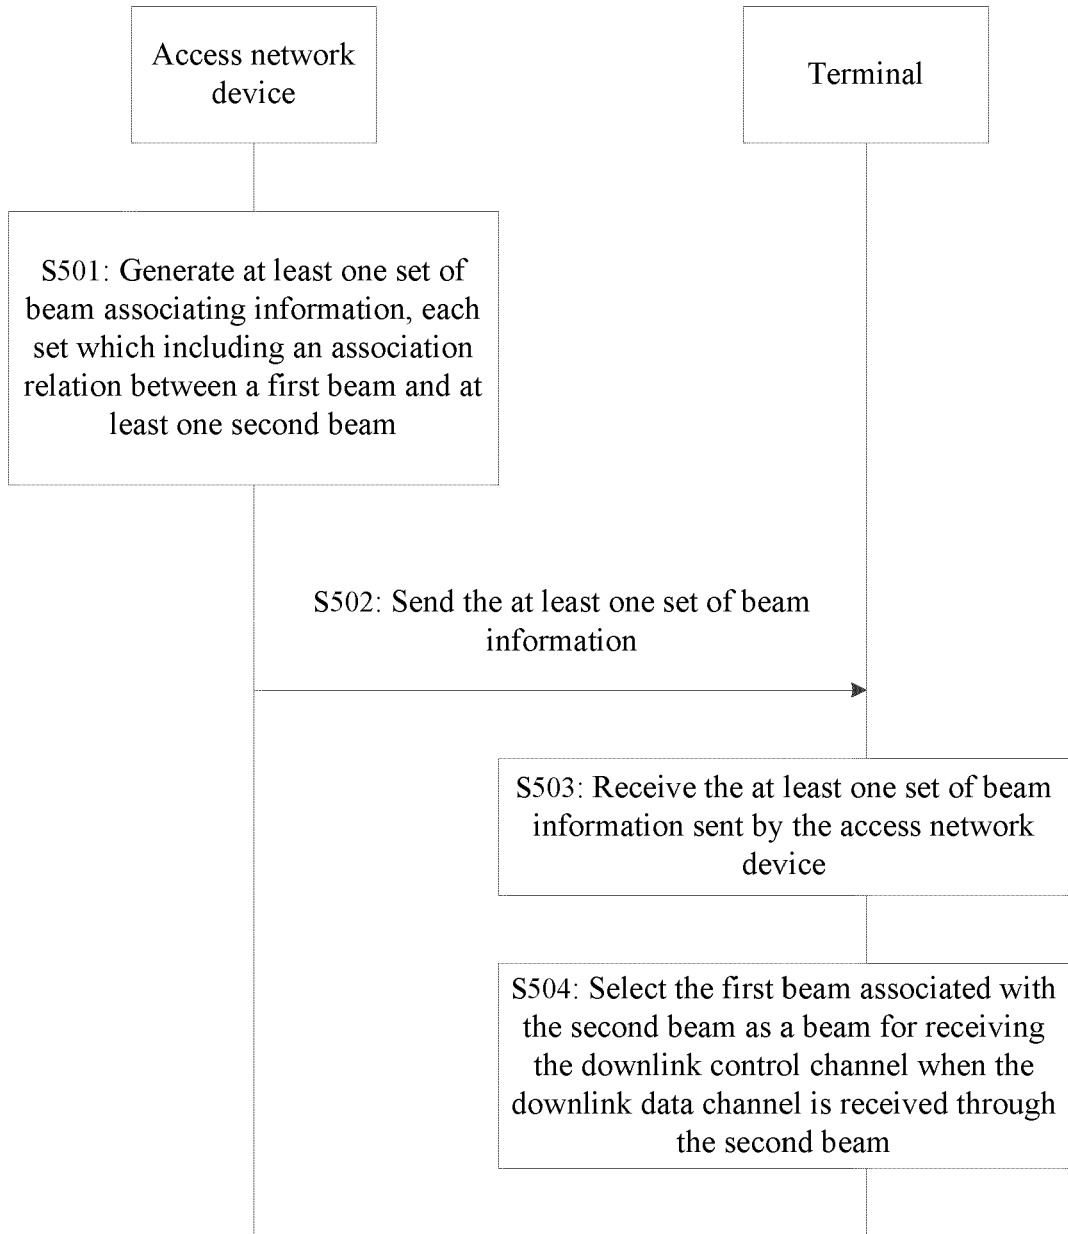 Access network
device
Terminal
S501: Generate at least one set of
beam associating information, each
set which including an association
relation between a first beam and at
least one second beam
S502: Send the at least one set of beam
information
S503: Receive the at least one set of beam
information sent by the access network
device
S504: Select the first beam associated with
the second beam as a beam for receiving
the downlink control channel when the
downlink data channel is received through
the second beam